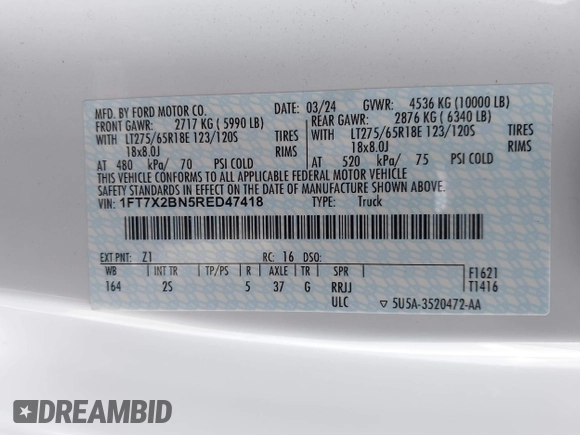 MFD. BY FORD MOTOR CO. 03/24 GVWR: 4536 KG (10000 LB)
FRONT GAWR: 2717 KG ( 5990 LB) REAR GAWR: 2876 KG ( 6340 LB)
WITH LT275/65R18E 123/120S TIRES WITH LT275/65R18E 123/120S TIRES
18x8.0J RIMS 18x8.0J RIMS
AT 480 kPa/ 70 PSI COLD AT 520 kPa/ 75 PSI COLD
THIS VEHICLE CONFORMS TO ALL APPLICABLE FEDERAL MOTOR VEHICLE
SAFETY STANDARDS IN EFFECT ON THE DATE OF MANUFACTURE SHOWN ABOVE.
VIN: 1FT7X2BN5RED47418 TYPE: Truck
EXT PNT: Z1 RC: 16 DSO:
WB INT TR TP/PS R AXLE TR SPR F1621
164 2S 5 37 G RRJJ T1416
ULC ▽ 5U5A-3520472-AA
DREAMBID